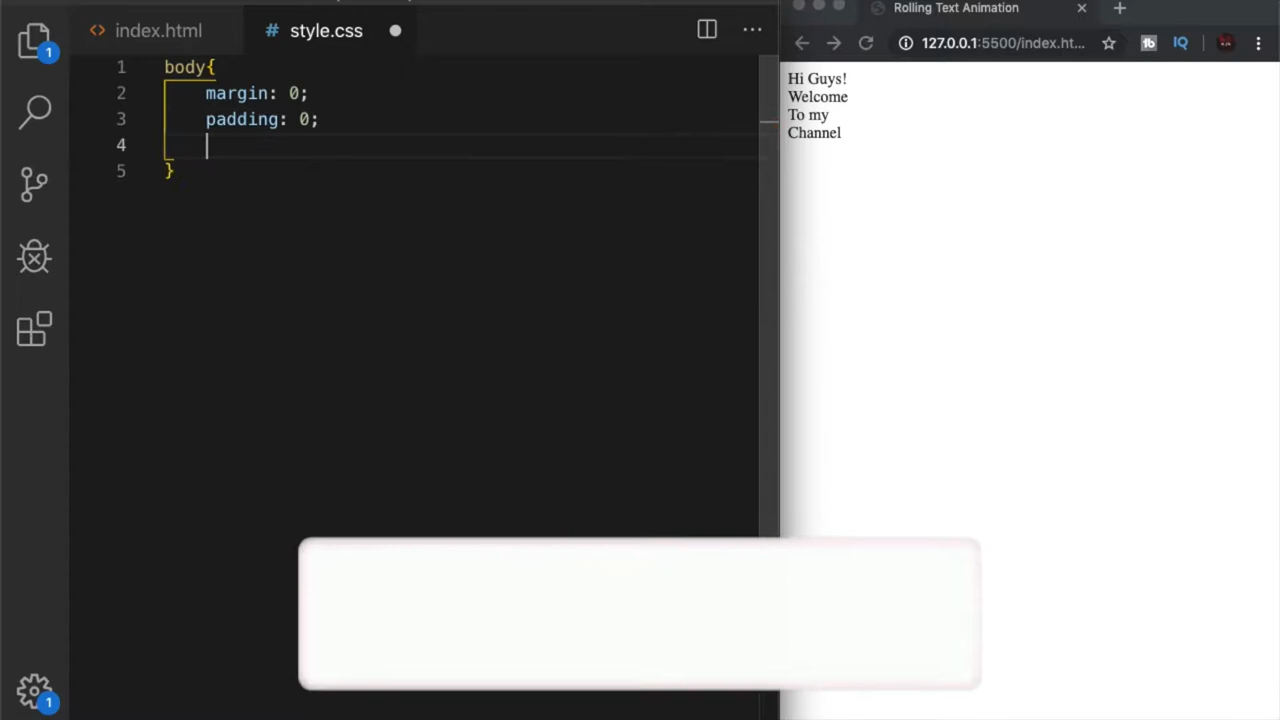 index.html
style.css
1 body{
2 margin: 0;
3 padding: 0;
4
5 }
1
1
Rolling Text Animation
127.0.0.1:5500/index.ht...
tb
IQ
Hi Guys!
Welcome
To my
Channel